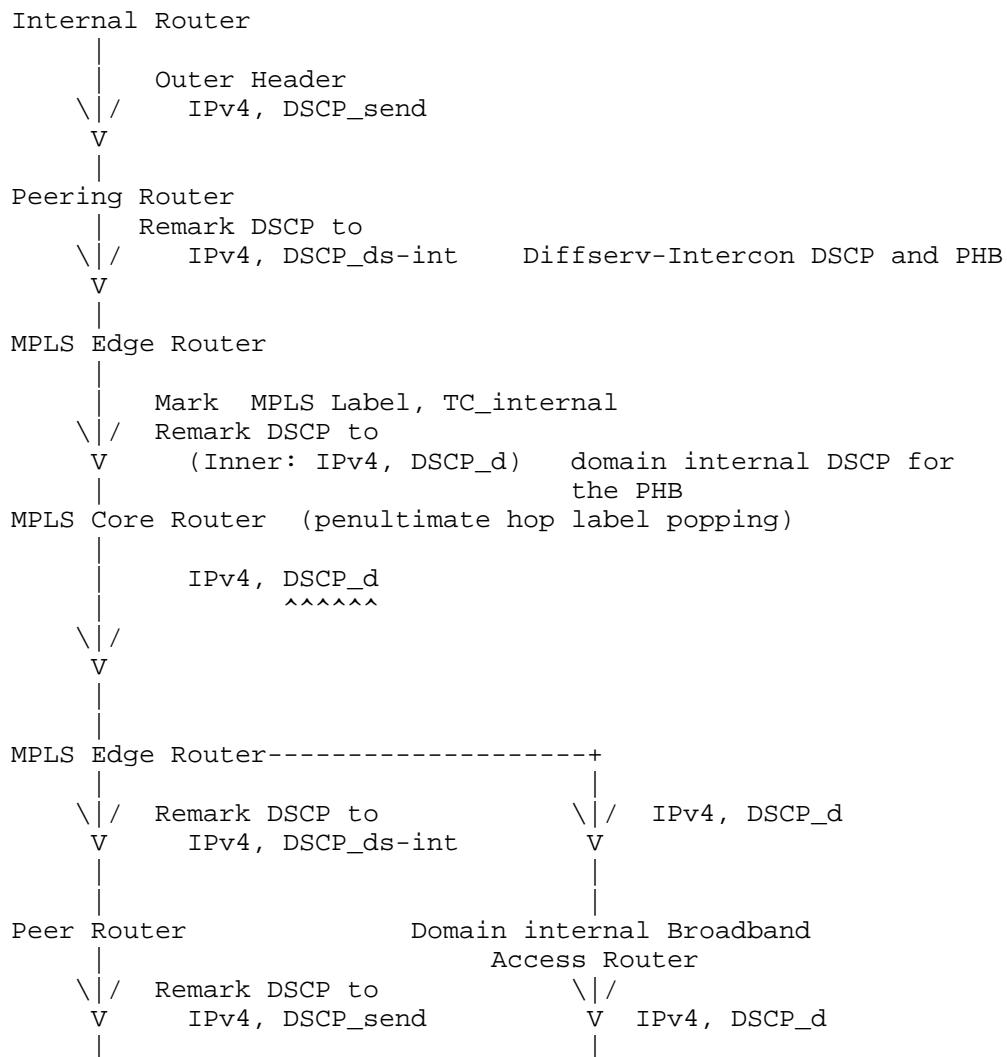 Internal Router
|
| Outer Header
\|/ IPv4, DSCP_send
V
|
Peering Router
| Remark DSCP to
\|/ IPv4, DSCP_ds-int Diffserv-Intercon DSCP and PHB
V
|
MPLS Edge Router
|
| Mark MPLS Label, TC_internal
\|/ Remark DSCP to
V (Inner: IPv4, DSCP_d) domain internal DSCP for
| the PHB
MPLS Core Router (penultimate hop label popping)
|
| IPv4, DSCP_d
| ^^^^^^
\|/
V
|
|
MPLS Edge Router--------------------+
| |
\|/ Remark DSCP to \|/ IPv4, DSCP_d
V IPv4, DSCP_ds-int V
| |
| |
Peer Router Domain internal Broadband
| Access Router
\|/ Remark DSCP to \|/
V IPv4, DSCP_send V IPv4, DSCP_d
| |